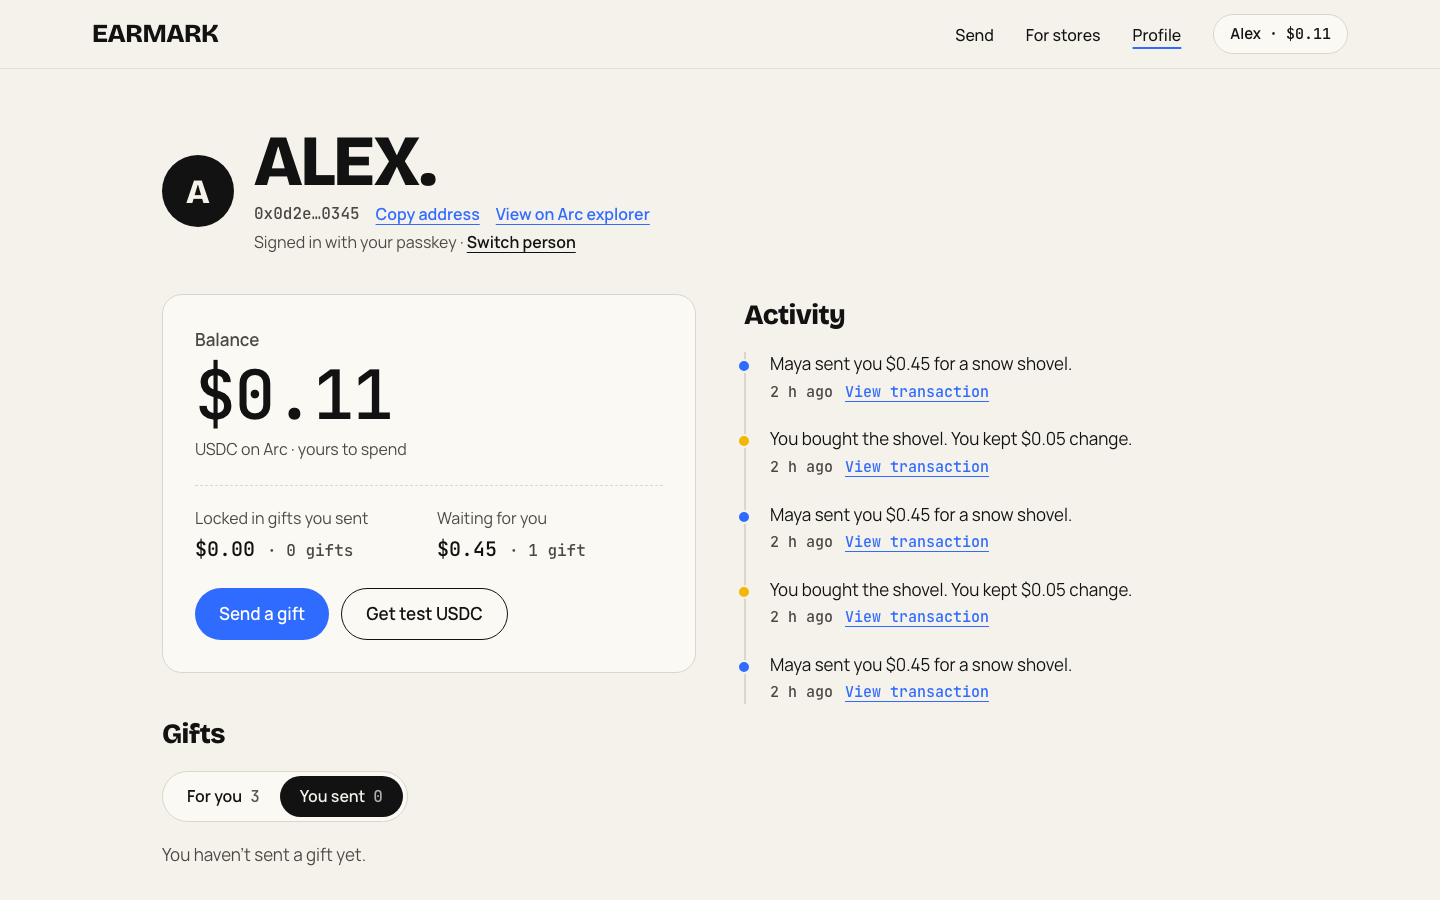 EARMARK
Send
For stores
Profile
Alex · $0.11
A
ALEX.
0x0d2e…0345 Copy address View on Arc explorer
Signed in with your passkey · Switch person
Balance
$0.11
USDC on Arc · yours to spend
Locked in gifts you sent
$0.00 · 0 gifts
Waiting for you
$0.45 · 1 gift
Send a gift
Get test USDC
Gifts
For you 3
You sent 0
You haven't sent a gift yet.
Activity
Maya sent you $0.45 for a snow shovel.
2 h ago View transaction
You bought the shovel. You kept $0.05 change.
2 h ago View transaction
Maya sent you $0.45 for a snow shovel.
2 h ago View transaction
You bought the shovel. You kept $0.05 change.
2 h ago View transaction
Maya sent you $0.45 for a snow shovel.
2 h ago View transaction